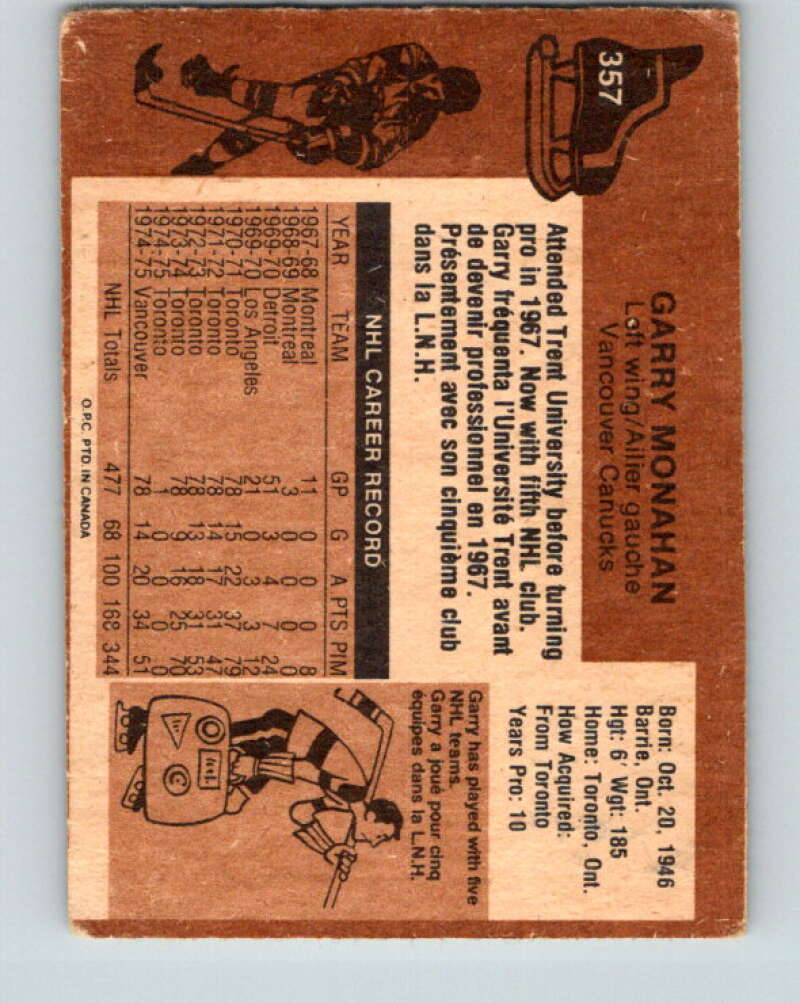 357
GARRY MONAHAN
Left wing/Ailier gauche
Vancouver Canucks
Born: Oct. 20, 1946
Barrie, Ont.
Hgt: 6' Wgt: 185
Home: Toronto, Ont.
How Acquired:
From Toronto
Years Pro: 10
Attended Trent University before turning
pro in 1967. Now with fifth NHL club.
Garry fréquenta l'Université Trent avant
de devenir professionnel en 1967.
Présentement avec son cinquième club
dans la L.N.H.
NHL CAREER RECORD
YEAR TEAM GP G A PTS PIM
1967-68 Montreal 11 0 0 0 8
1968-69 Montreal 3 0 0 0 0
1969-70 Detroit 51 3 4 7 24
1969-70 Los Angeles 21 0 3 3 12
1970-71 Toronto 78 15 22 37 79
1971-72 Toronto 78 14 17 31 47
1972-73 Toronto 78 13 18 31 53
1973-74 Toronto 78 9 16 25 70
1974-75 Toronto 1 0 0 0 0
1974-75 Vancouver 78 14 20 34 51
NHL Totals 477 68 100 168 344
Garry has played with five
NHL teams.
Garry a joué pour cinq
équipes dans la L.N.H.
C
O.P.C. PTD. IN CANADA